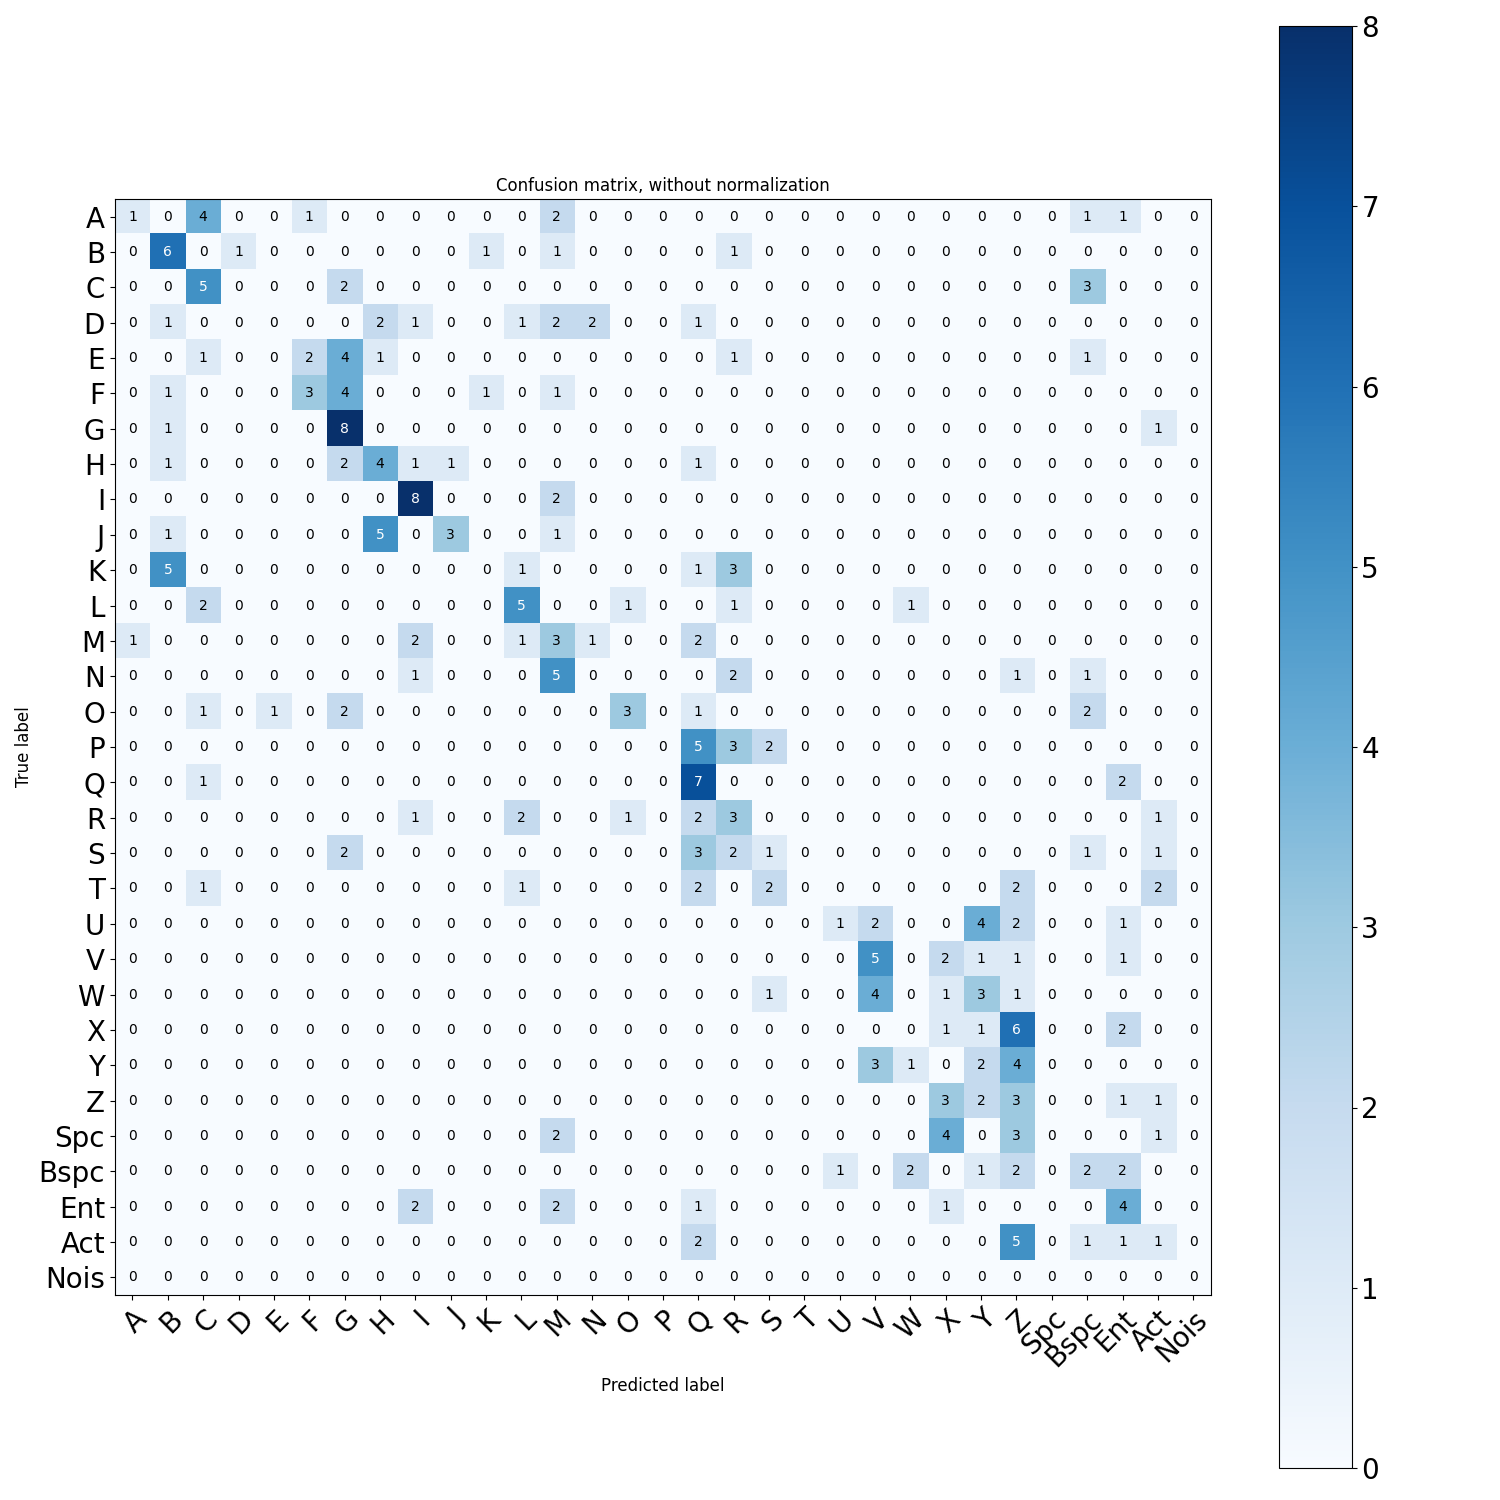 Confusion matrix, without normalization
A 1 0 4 0 0 1 0 0 0 0 0 0 2 0 0 0 0 0 0 0 0 0 0 0 0 0 0 1 1 0 0
B 0 6 0 1 0 0 0 0 0 0 1 0 1 0 0 0 0 1 0 0 0 0 0 0 0 0 0 0 0 0 0
C 0 0 5 0 0 0 2 0 0 0 0 0 0 0 0 0 0 0 0 0 0 0 0 0 0 0 0 3 0 0 0
D 0 1 0 0 0 0 0 2 1 0 0 1 2 2 0 0 1 0 0 0 0 0 0 0 0 0 0 0 0 0 0
E 0 0 1 0 0 2 4 1 0 0 0 0 0 0 0 0 0 1 0 0 0 0 0 0 0 0 0 1 0 0 0
F 0 1 0 0 0 3 4 0 0 0 1 0 1 0 0 0 0 0 0 0 0 0 0 0 0 0 0 0 0 0 0
G 0 1 0 0 0 0 8 0 0 0 0 0 0 0 0 0 0 0 0 0 0 0 0 0 0 0 0 0 0 1 0
H 0 1 0 0 0 0 2 4 1 1 0 0 0 0 0 0 1 0 0 0 0 0 0 0 0 0 0 0 0 0 0
I 0 0 0 0 0 0 0 0 8 0 0 0 2 0 0 0 0 0 0 0 0 0 0 0 0 0 0 0 0 0 0
J 0 1 0 0 0 0 0 5 0 3 0 0 1 0 0 0 0 0 0 0 0 0 0 0 0 0 0 0 0 0 0
K 0 5 0 0 0 0 0 0 0 0 0 1 0 0 0 0 1 3 0 0 0 0 0 0 0 0 0 0 0 0 0
L 0 0 2 0 0 0 0 0 0 0 0 5 0 0 1 0 0 1 0 0 0 0 1 0 0 0 0 0 0 0 0
M 1 0 0 0 0 0 0 0 2 0 0 1 3 1 0 0 2 0 0 0 0 0 0 0 0 0 0 0 0 0 0
N 0 0 0 0 0 0 0 0 1 0 0 0 5 0 0 0 0 2 0 0 0 0 0 0 0 1 0 1 0 0 0
O 0 0 1 0 1 0 2 0 0 0 0 0 0 0 3 0 1 0 0 0 0 0 0 0 0 0 0 2 0 0 0
P 0 0 0 0 0 0 0 0 0 0 0 0 0 0 0 0 5 3 2 0 0 0 0 0 0 0 0 0 0 0 0
Q 0 0 1 0 0 0 0 0 0 0 0 0 0 0 0 0 7 0 0 0 0 0 0 0 0 0 0 0 2 0 0
R 0 0 0 0 0 0 0 0 1 0 0 2 0 0 1 0 2 3 0 0 0 0 0 0 0 0 0 0 0 1 0
S 0 0 0 0 0 0 2 0 0 0 0 0 0 0 0 0 3 2 1 0 0 0 0 0 0 0 0 1 0 1 0
T 0 0 1 0 0 0 0 0 0 0 0 1 0 0 0 0 2 0 2 0 0 0 0 0 0 2 0 0 0 2 0
U 0 0 0 0 0 0 0 0 0 0 0 0 0 0 0 0 0 0 0 0 1 2 0 0 4 2 0 0 1 0 0
V 0 0 0 0 0 0 0 0 0 0 0 0 0 0 0 0 0 0 0 0 0 5 0 2 1 1 0 0 1 0 0
W 0 0 0 0 0 0 0 0 0 0 0 0 0 0 0 0 0 0 1 0 0 4 0 1 3 1 0 0 0 0 0
X 0 0 0 0 0 0 0 0 0 0 0 0 0 0 0 0 0 0 0 0 0 0 0 1 1 6 0 0 2 0 0
Y 0 0 0 0 0 0 0 0 0 0 0 0 0 0 0 0 0 0 0 0 0 3 1 0 2 4 0 0 0 0 0
Z 0 0 0 0 0 0 0 0 0 0 0 0 0 0 0 0 0 0 0 0 0 0 0 3 2 3 0 0 1 1 0
Spc 0 0 0 0 0 0 0 0 0 0 0 0 2 0 0 0 0 0 0 0 0 0 0 4 0 3 0 0 0 1 0
Bspc 0 0 0 0 0 0 0 0 0 0 0 0 0 0 0 0 0 0 0 0 1 0 2 0 1 2 0 2 2 0 0
Ent 0 0 0 0 0 0 0 0 2 0 0 0 2 0 0 0 1 0 0 0 0 0 0 1 0 0 0 0 4 0 0
Act 0 0 0 0 0 0 0 0 0 0 0 0 0 0 0 0 2 0 0 0 0 0 0 0 0 5 0 1 1 1 0
Nois 0 0 0 0 0 0 0 0 0 0 0 0 0 0 0 0 0 0 0 0 0 0 0 0 0 0 0 0 0 0 0
A B C D E F G H I J K L M N O P Q R S T U V W X Y Z Spc Bspc Ent Act Nois
Predicted label
True label
8
7
6
5
4
3
2
1
0